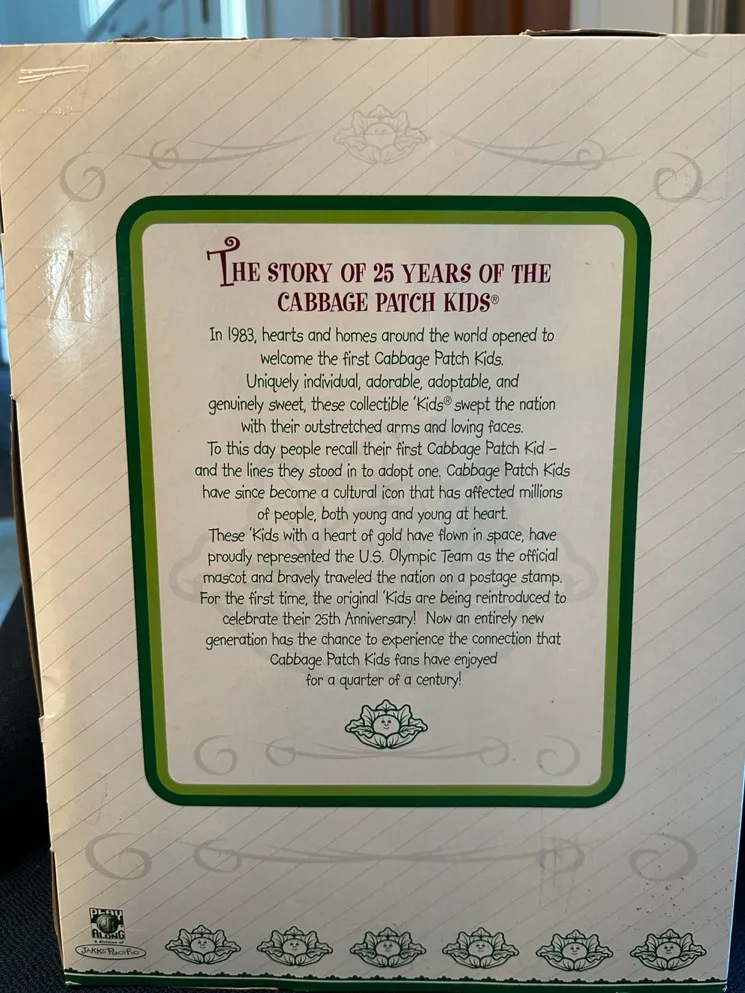 THE STORY OF 25 YEARS OF THE
CABBAGE PATCH KIDS®
In 1983, hearts and homes around the world opened to
welcome the first Cabbage Patch Kids.
Uniquely individual, adorable, adoptable, and
genuinely sweet, these collectible 'Kids® swept the nation
with their outstretched arms and loving faces.
To this day people recall their first Cabbage Patch Kid –
and the lines they stood in to adopt one. Cabbage Patch Kids
have since become a cultural icon that has affected millions
of people, both young and young at heart.
These 'Kids with a heart of gold have flown in space, have
proudly represented the U.S. Olympic Team as the official
mascot and bravely traveled the nation on a postage stamp.
For the first time, the original 'Kids are being reintroduced to
celebrate their 25th Anniversary! Now an entirely new
generation has the chance to experience the connection that
Cabbage Patch Kids fans have enjoyed
for a quarter of a century!
PLAY
ALONG
A division of
JAKKS Pacific